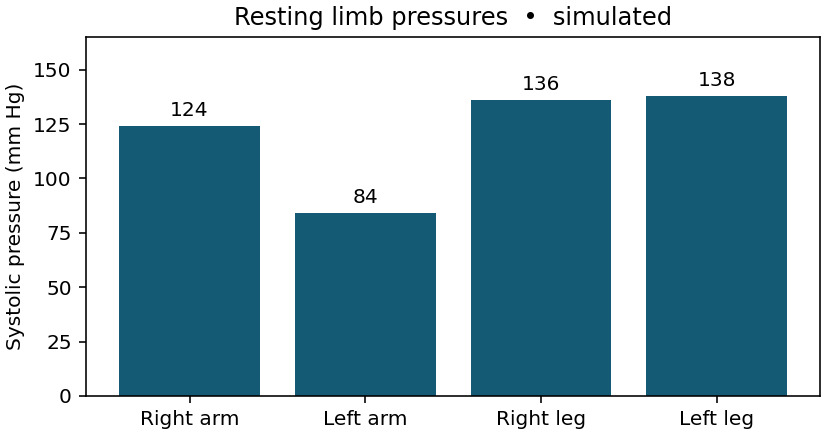 Resting limb pressures • simulated
Systolic pressure (mm Hg)
150
125
100
75
50
25
0
124
84
136
138
Right arm
Left arm
Right leg
Left leg